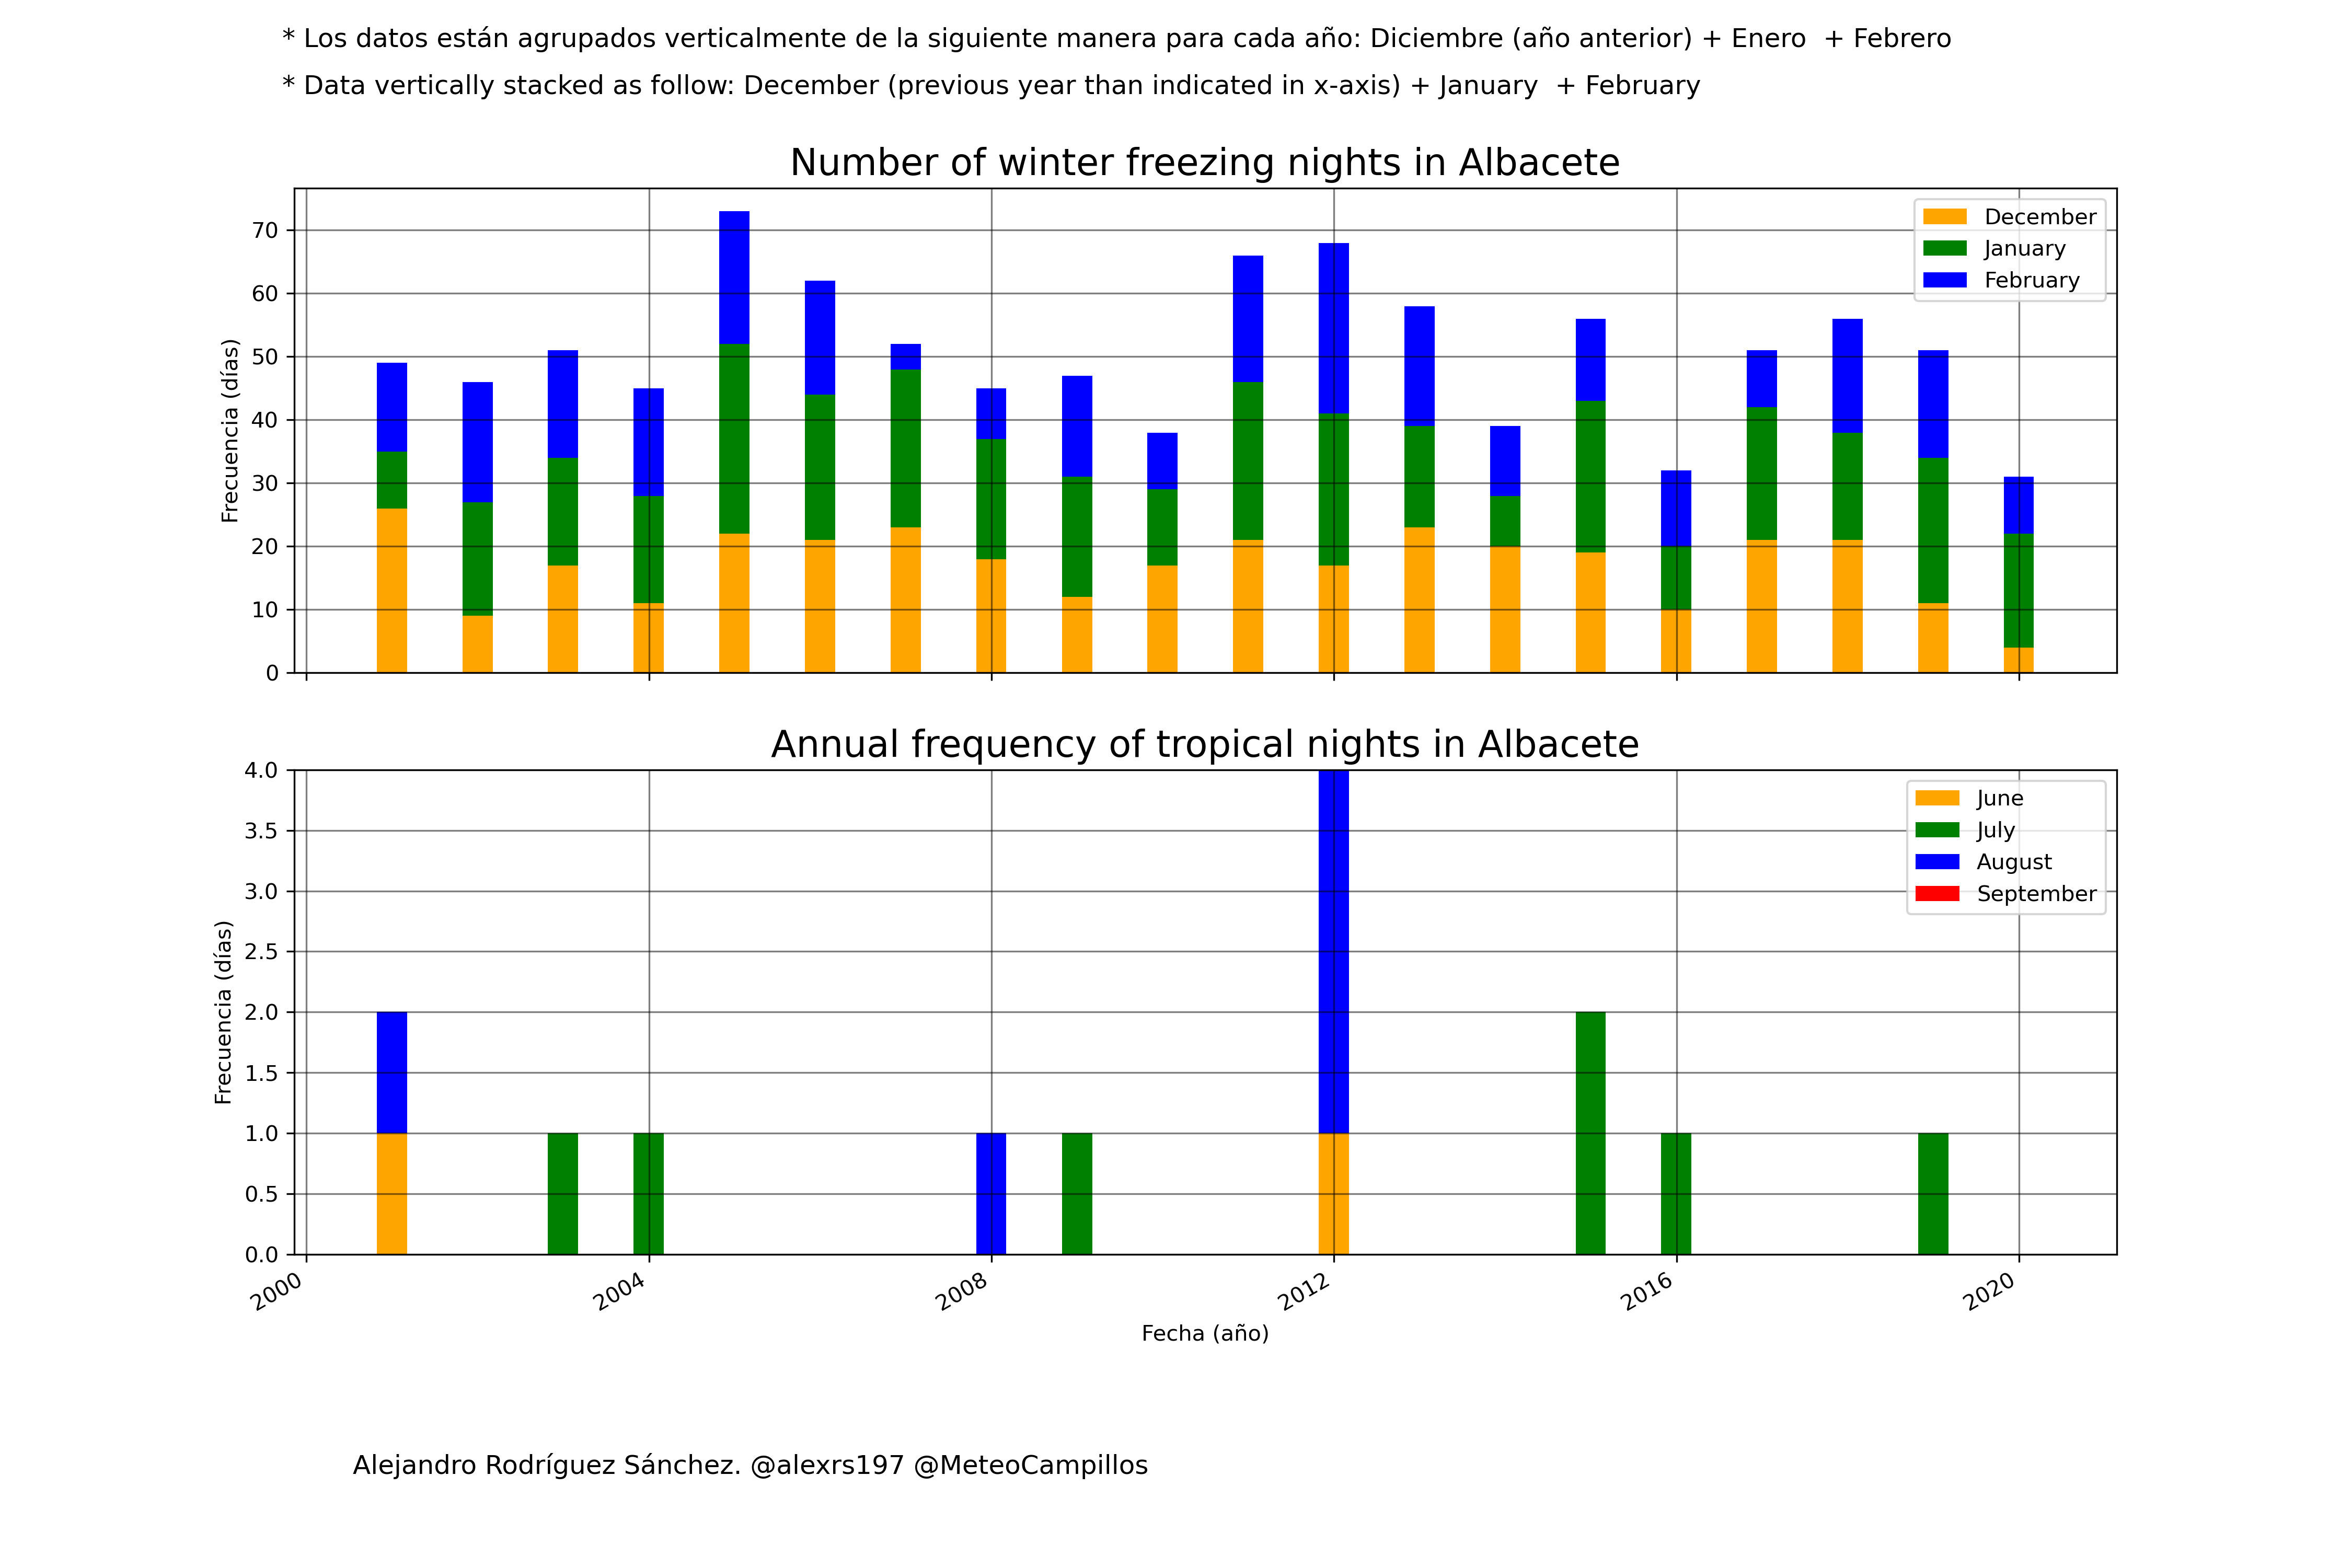 * Los datos están agrupados verticalmente de la siguiente manera para cada año: Diciembre (año anterior) + Enero  + Febrero
* Data vertically stacked as follow: December (previous year than indicated in x-axis) + January  + February
Number of winter freezing nights in Albacete
Frecuencia (días)
70
60
50
40
30
20
10
0
December
January
February
Annual frequency of tropical nights in Albacete
Frecuencia (días)
4.0
3.5
3.0
2.5
2.0
1.5
1.0
0.5
0.0
June
July
August
September
2000 2004 2008 2012 2016 2020
Fecha (año)
Alejandro Rodríguez Sánchez. @alexrs197 @MeteoCampillos